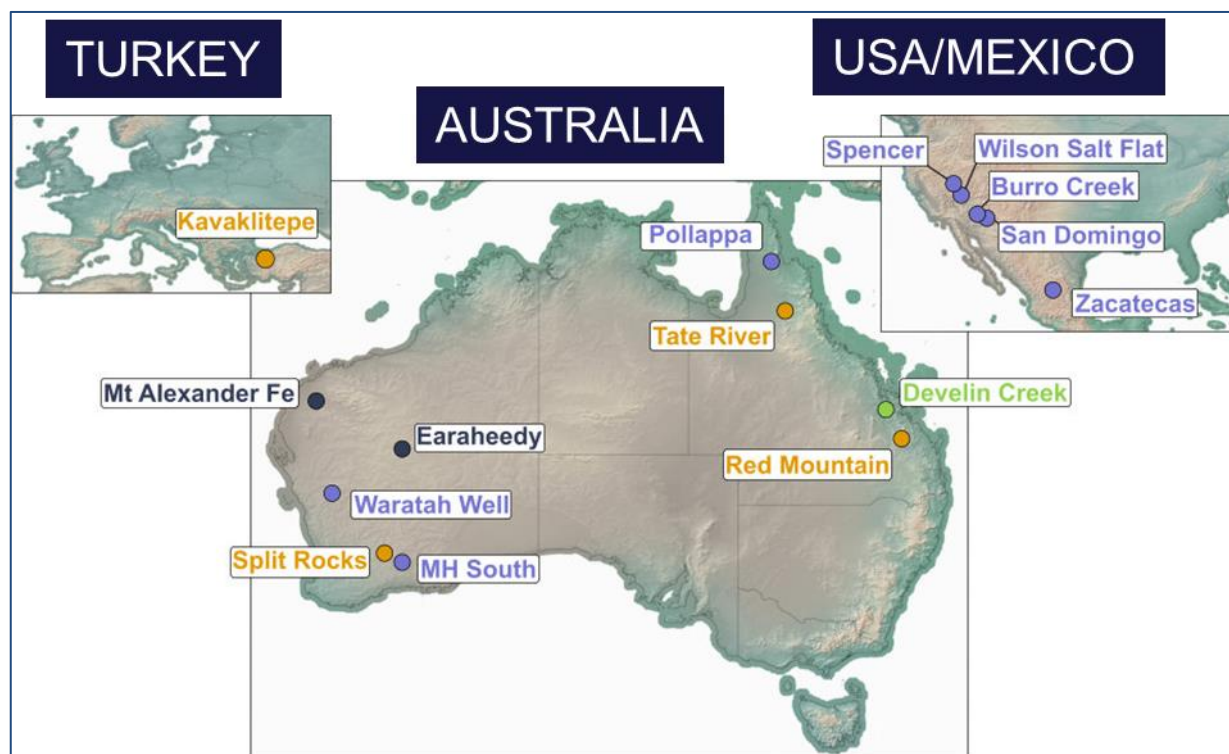 TURKEY
AUSTRALIA
USA/MEXICO
Kavaklitepe
Spencer
Wilson Salt Flat
Burro Creek
San Domingo
Zacatecas
Pollappa
Tate River
Mt Alexander Fe
Develin Creek
Earaheedy
Red Mountain
Waratah Well
Split Rocks
MH South